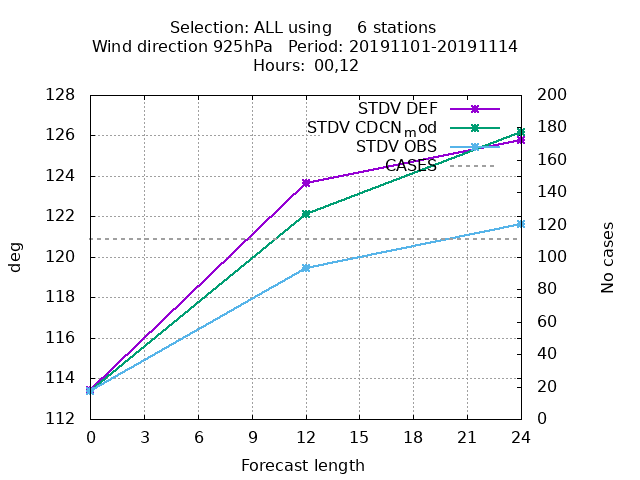 Selection: ALL using     6 stations
Wind direction 925hPa   Period: 20191101-20191114
Hours:  00,12
STDV DEF
STDV CDCN_mod
STDV OBS
CASES
128
126
124
122
120
118
116
114
112
deg
200
180
160
140
120
100
80
60
40
20
0
No cases
0 3 6 9 12 15 18 21 24
Forecast length